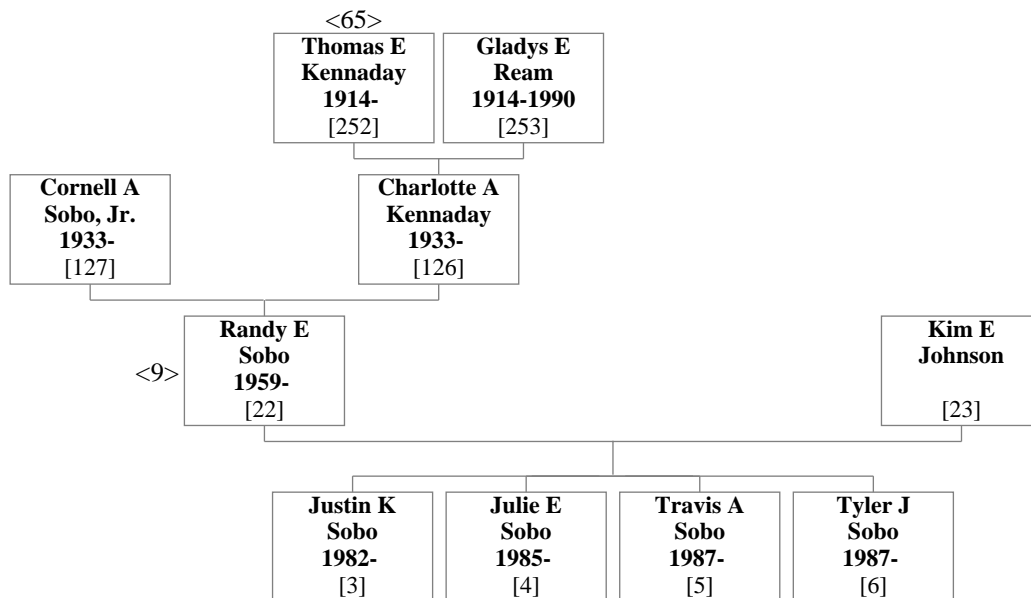 <65>
Thomas E
Kennaday
1914-
[252]
Gladys E
Ream
1914-1990
[253]
Cornell A
Sobo, Jr.
1933-
[127]
Charlotte A
Kennaday
1933-
[126]
<9>
Randy E
Sobo
1959-
[22]
Kim E
Johnson
[23]
Justin K
Sobo
1982-
[3]
Julie E
Sobo
1985-
[4]
Travis A
Sobo
1987-
[5]
Tyler J
Sobo
1987-
[6]